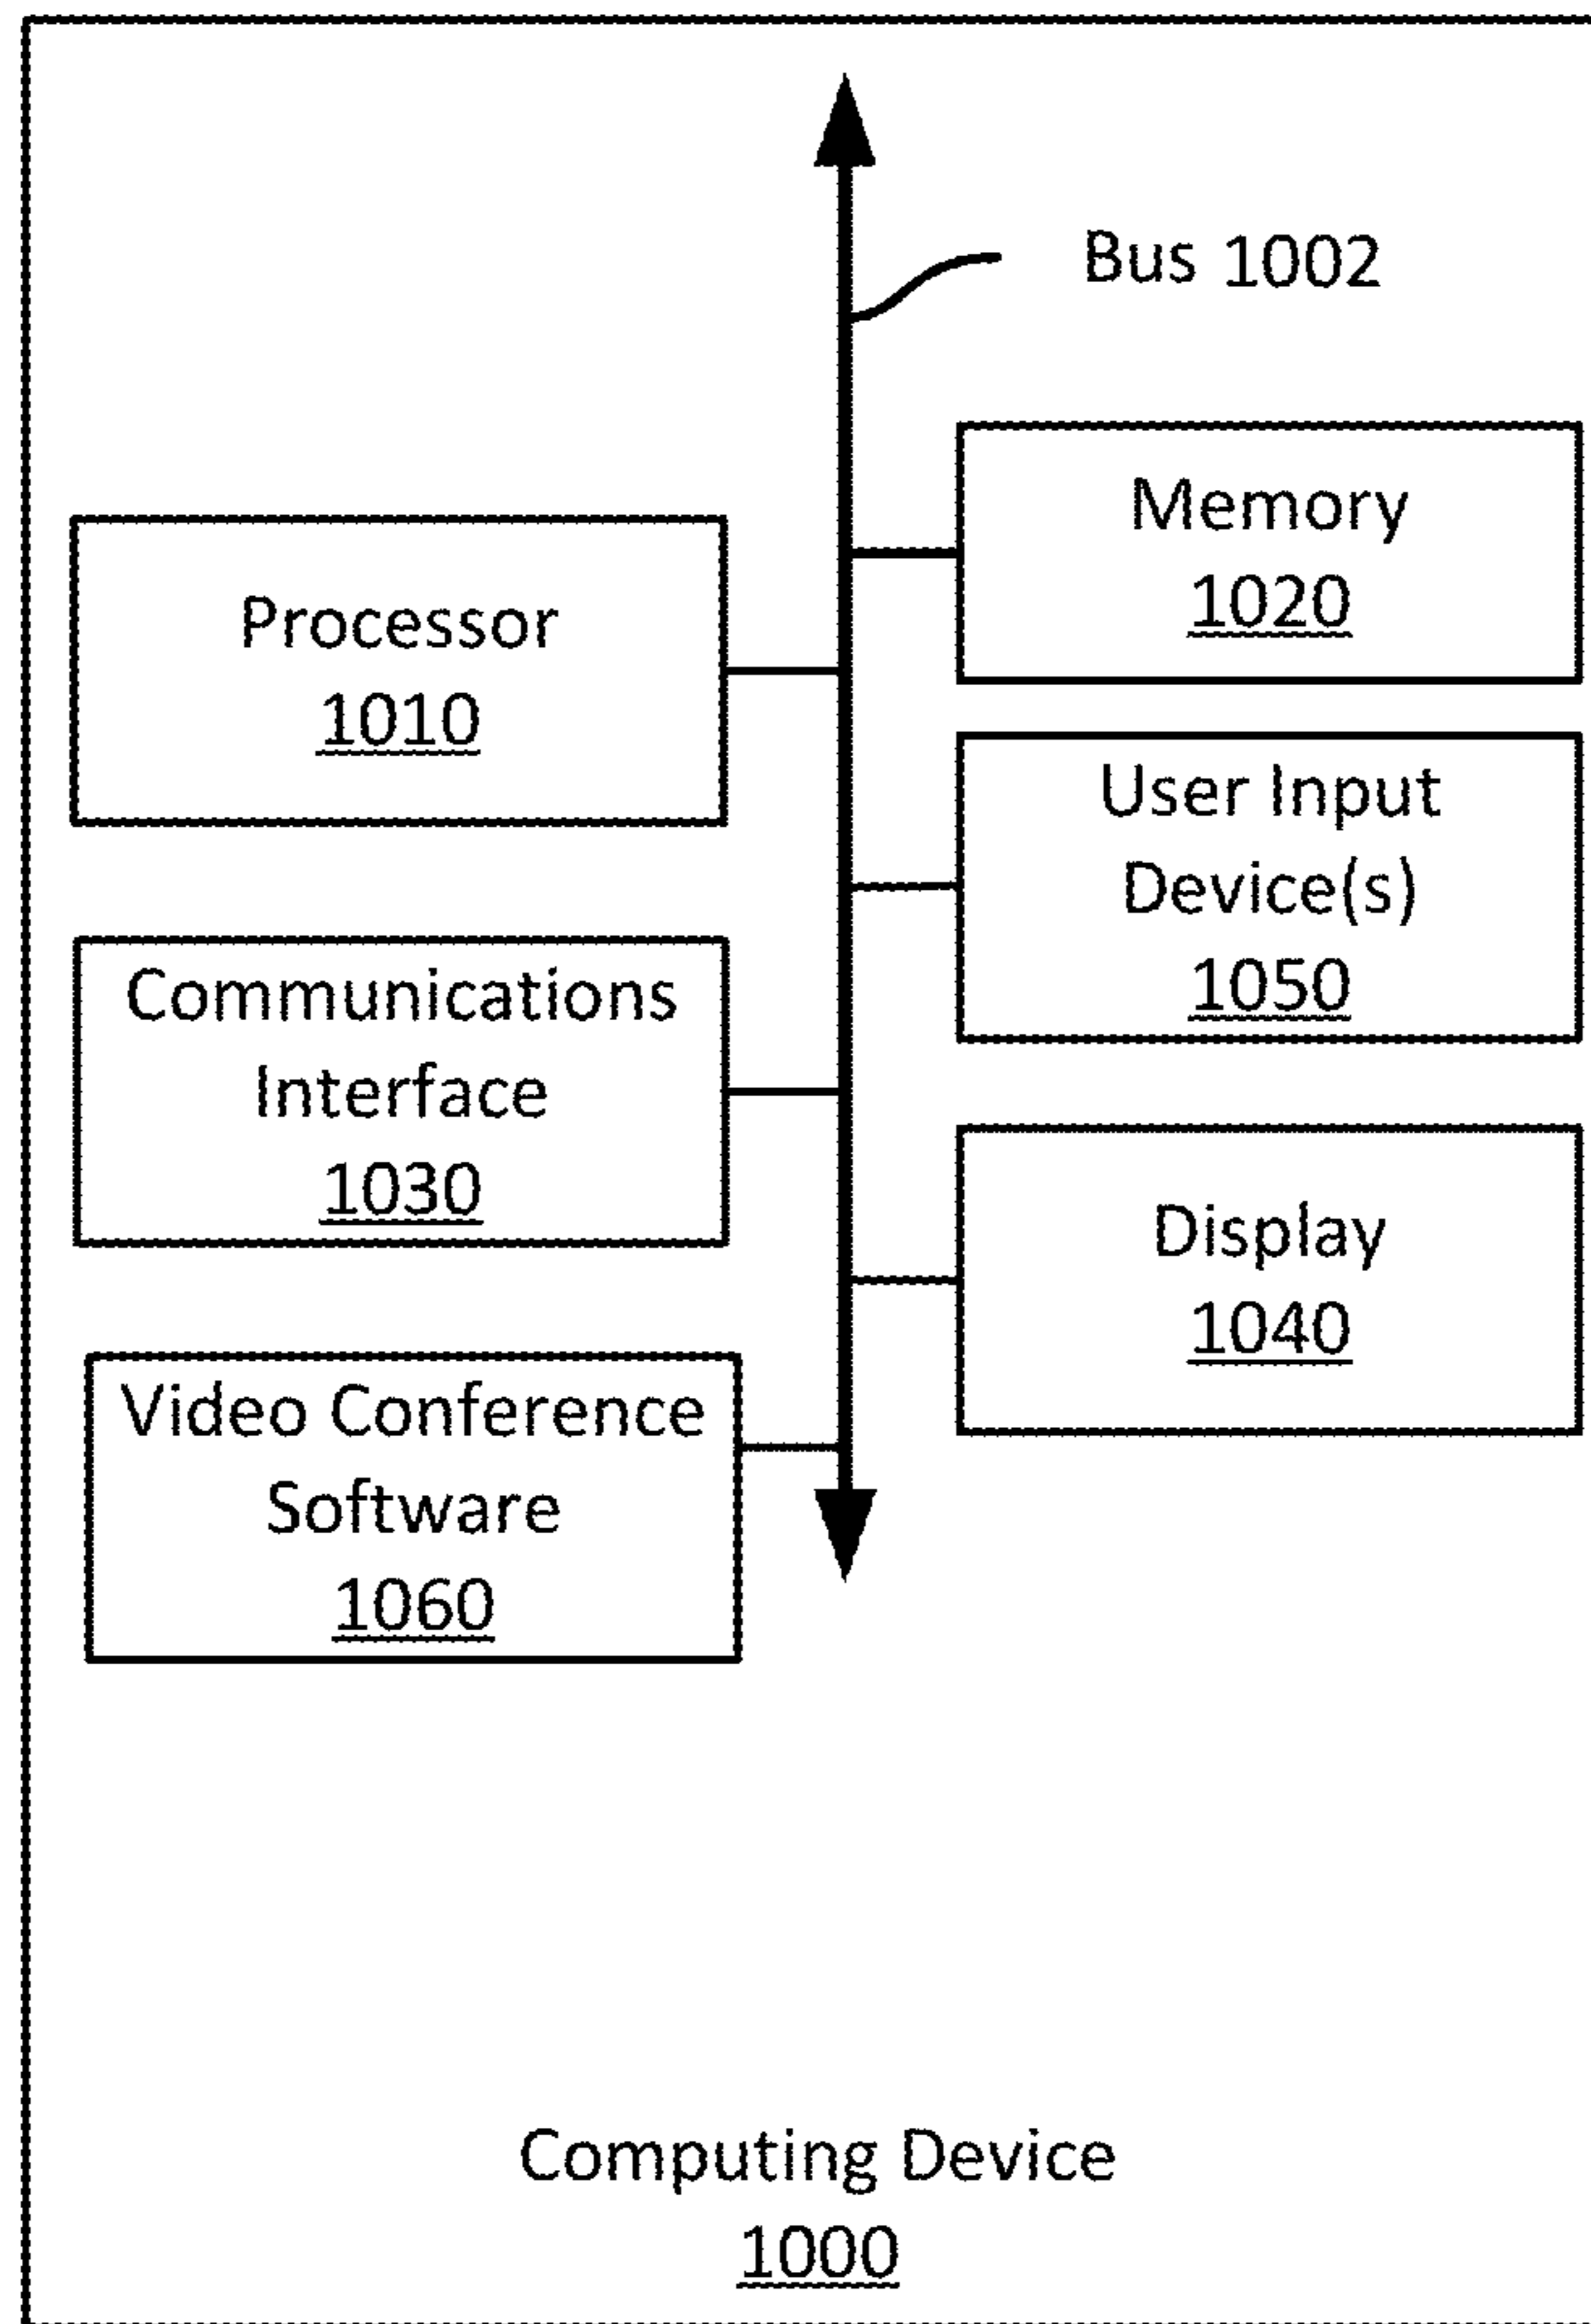 Bus 1002
Memory
1020
Processor
1010
User Input
Device(s)
1050
Communications
Interface
1030
Display
1040
Video Conference
Software
1060
Computing Device
1000